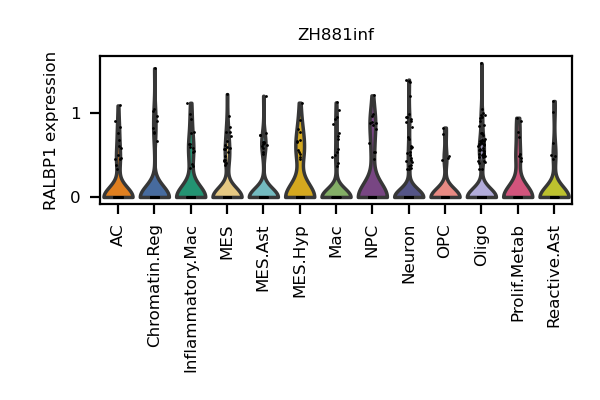 ZH881inf
RALBP1 expression
1
0
AC
Chromatin.Reg
Inflammatory.Mac
MES
MES.Ast
MES.Hyp
Mac
NPC
Neuron
OPC
Oligo
Prolif.Metab
Reactive.Ast